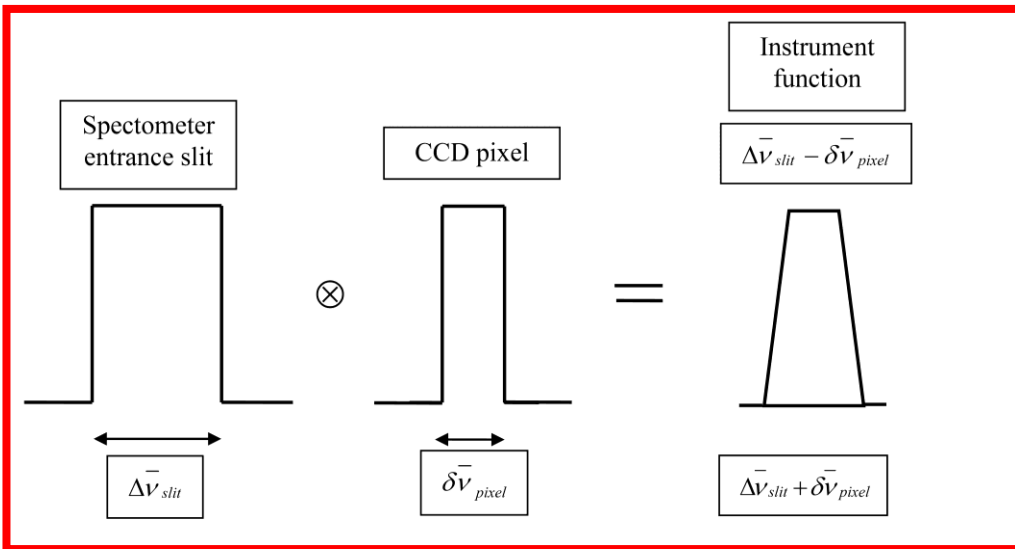 Instrument
function
Spectometer
entrance slit
CCD pixel
Δν̄ slit − δν̄ pixel
⊗
=
Δν̄ slit
δν̄ pixel
Δν̄ slit + δν̄ pixel